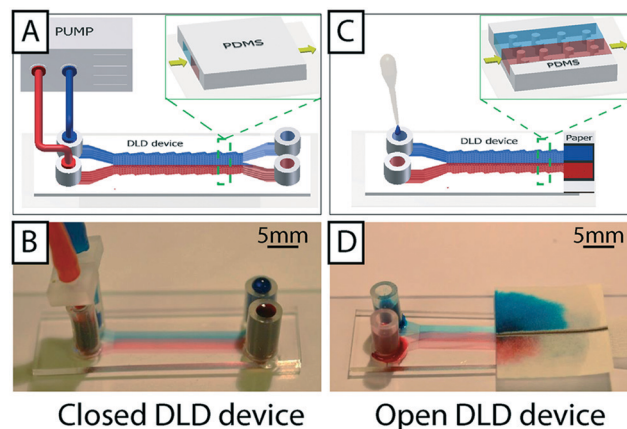 A
PUMP
PDMS
DLD device
C
PDMS
DLD device
Paper
B
5mm
D
5mm
Closed DLD device
Open DLD device